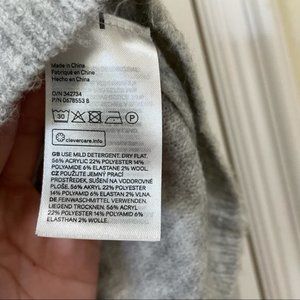 Made in China
Fabriqué en Chine
Hecho en China
O/N 342734
P/N 0678553 8
30
P
clevercare.info
GB USE MILD DETERGENT. DRY FLAT.
56% ACRYLIC 22% POLYESTER 14%
POLYAMIDE 6% ELASTANE 2% WOOL.
CZ POUŽIJTE JEMNÝ PRACÍ
PROSTŘEDEK, SUŠENÍ NA VODOROVNÉ
PLOŠE, 56% AKRYL 22% POLYESTER
14% POLYAMID 6% ELASTAN 2% VLNA.
DE FEINWASCHMITTEL VERWENDEN.
LIEGEND TROCKNEN. 56% ACRYL
22% POLYESTER 14% POLYAMID 6%
ELASTHAN 2% WOLLE.